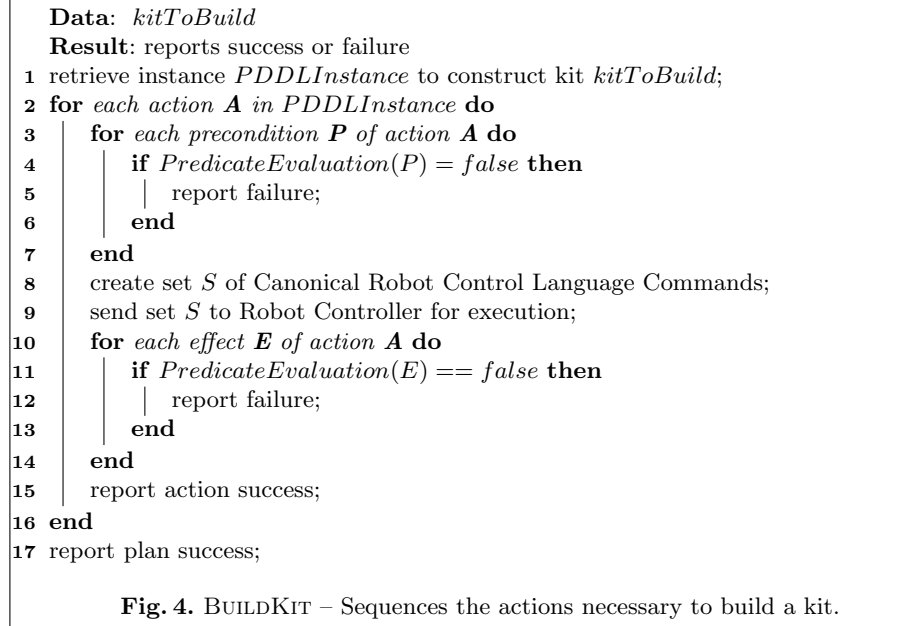 Data: kitToBuild
Result: reports success or failure
1 retrieve instance PDDLInstance to construct kit kitToBuild;
2 for each action A in PDDLInstance do
3 for each precondition P of action A do
4 if PredicateEvaluation(P) = false then
5 report failure;
6 end
7 end
8 create set S of Canonical Robot Control Language Commands;
9 send set S to Robot Controller for execution;
10 for each effect E of action A do
11 if PredicateEvaluation(E) == false then
12 report failure;
13 end
14 end
15 report action success;
16 end
17 report plan success;
Fig. 4. BUILDKIT – Sequences the actions necessary to build a kit.